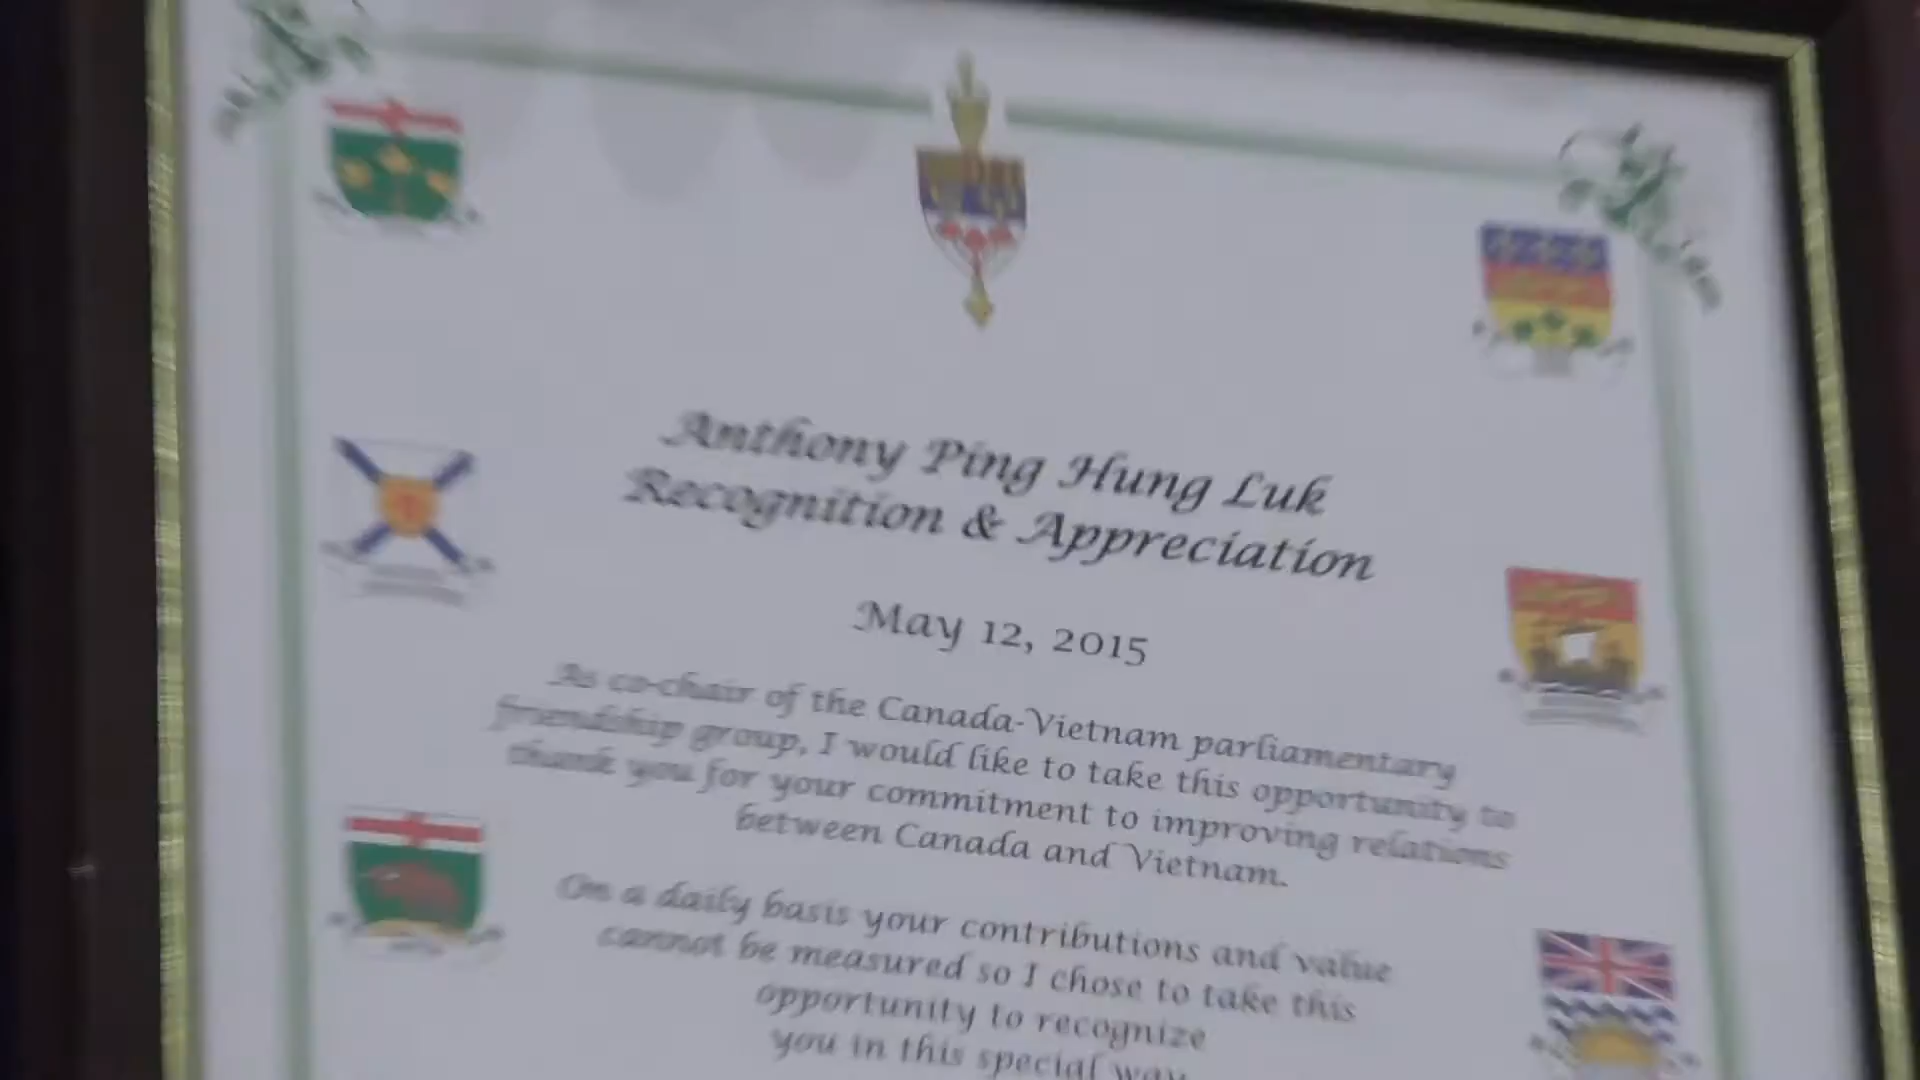 Anthony Ping Hung Luk
Recognition & Appreciation
May 12, 2015
As co-chair of the Canada-Vietnam parliamentary
friendship group, I would like to take this opportunity to
thank you for your commitment to improving relations
between Canada and Vietnam.
On a daily basis your contributions and value
cannot be measured so I chose to take this
opportunity to recognize
you in this special way